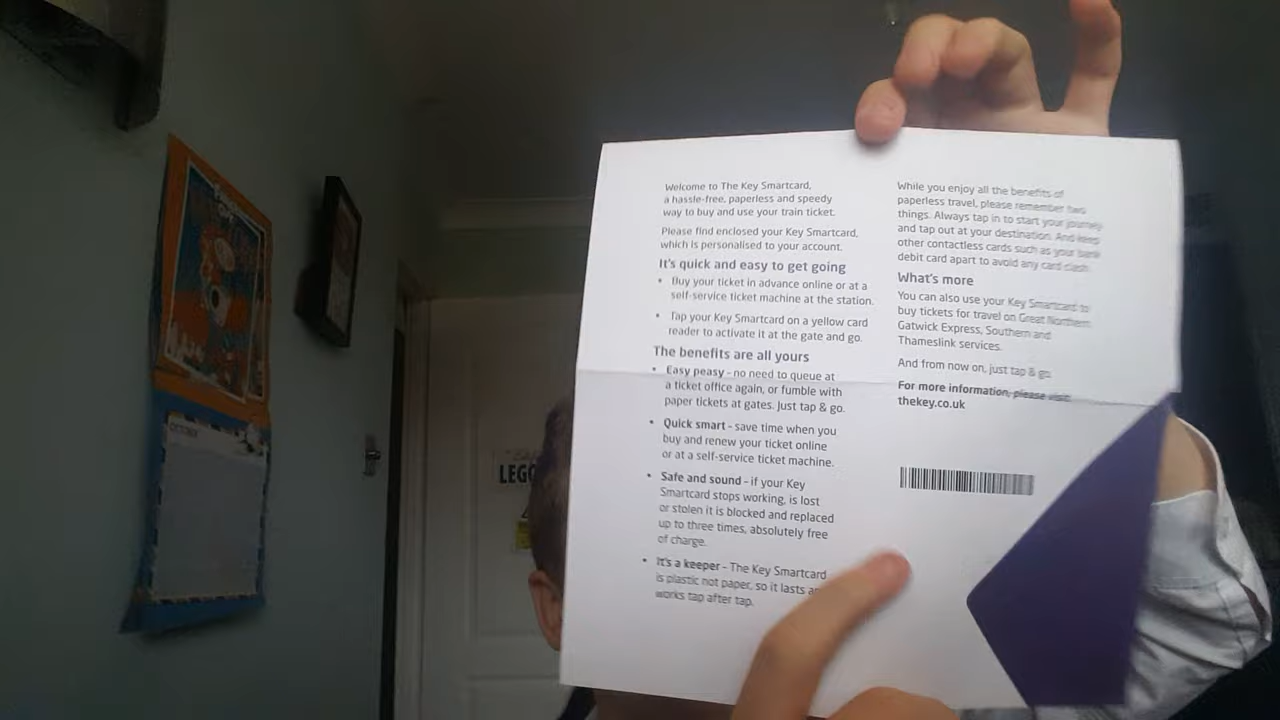 Welcome to The Key Smartcard,
a hassle-free, paperless and speedy
way to buy and use your train ticket.
Please find enclosed your Key Smartcard,
which is personalised to your account.
It's quick and easy to get going
• Buy your ticket in advance online or at a
self-service ticket machine at the station.
• Tap your Key Smartcard on a yellow card
reader to activate it at the gate and go.
The benefits are all yours
• Easy peasy - no need to queue at
a ticket office again, or fumble with
paper tickets at gates. Just tap & go.
• Quick smart - save time when you
buy and renew your ticket online
or at a self-service ticket machine.
• Safe and sound - if your Key
Smartcard stops working, is lost
or stolen it is blocked and replaced
up to three times, absolutely free
of charge.
• It's a keeper - The Key Smartcard
is plastic not paper, so it lasts
works tap after tap.
While you enjoy all the benefits of
paperless travel, please remember two
things. Always tap in to start your journey
and tap out at your destination. And keep
other contactless cards such as your bank
debit card apart to avoid any card clash.
What's more
You can also use your Key Smartcard to
buy tickets for travel on Great Northern
Gatwick Express, Southern and
Thameslink services.
And from now on, just tap & go
For more information, please visit:
thekey.co.uk
OCTOBER
LEGO